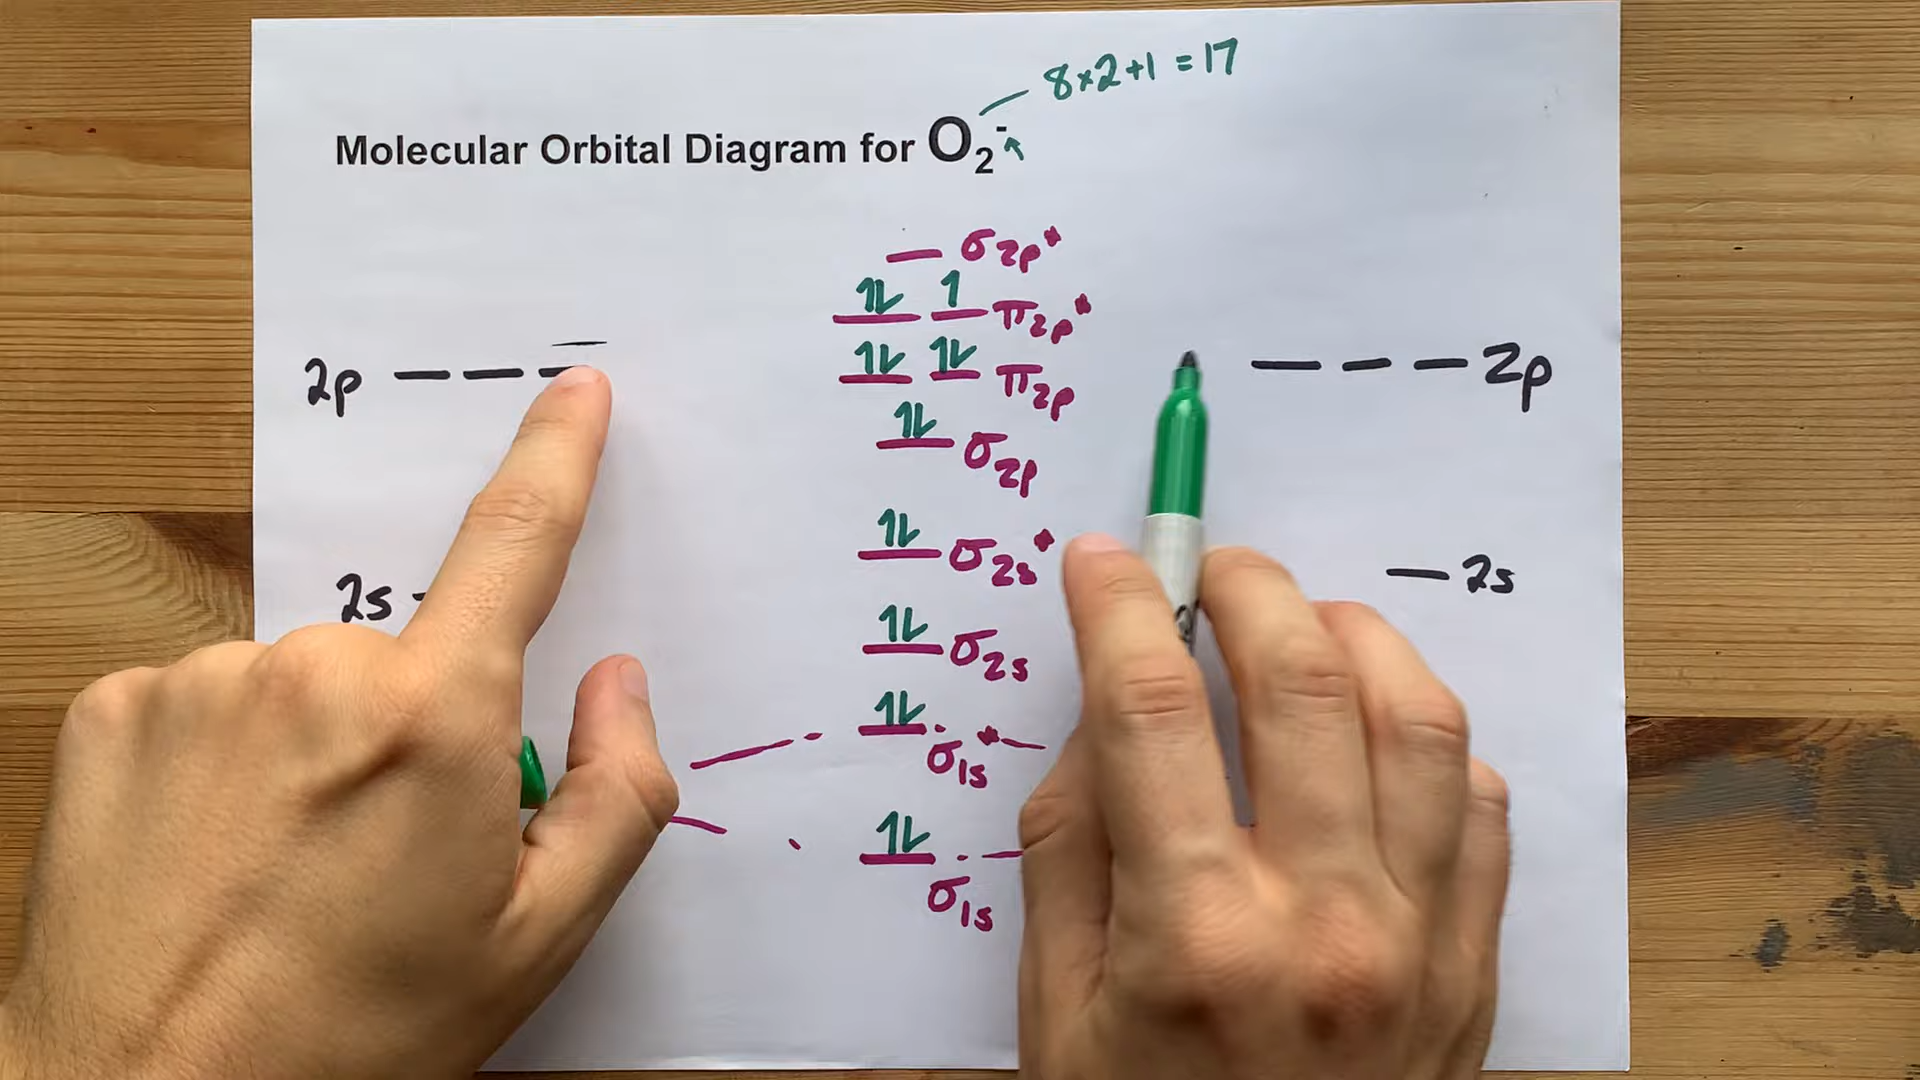 8×2+1 = 17
Molecular Orbital Diagram for O₂⁻
σ2p*
π2p*
2p
π2p
2p
σ2p
σ2s*
2s
2s
σ2s
σ1s*
σ1s